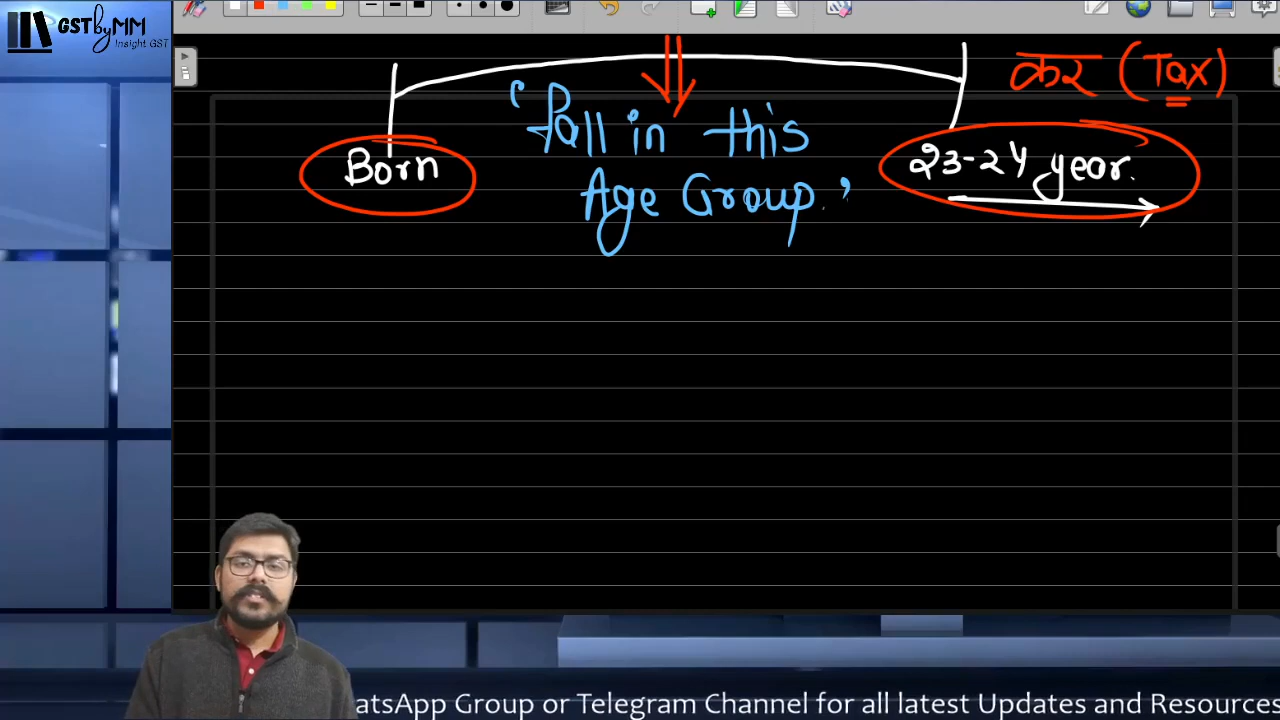 GSTbyMM
Insight GST
कर (Tax)
'fall in this
Age Group.'
Born
23-24 year.
atsApp Group or Telegram Channel for all latest Updates and Resources